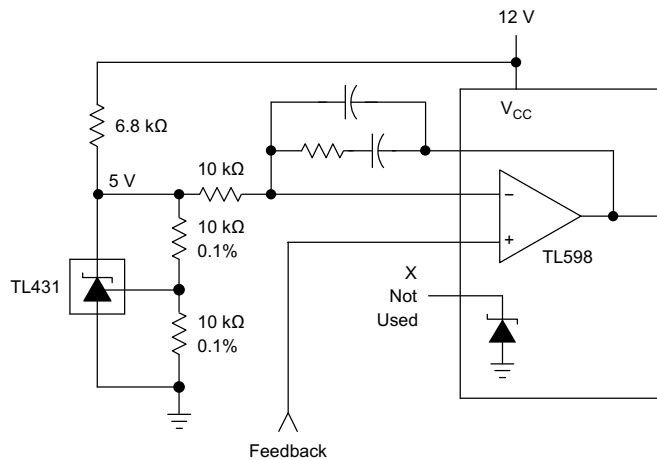 12 V
V_CC
6.8 kΩ
5 V
10 kΩ
10 kΩ
0.1%
TL431
10 kΩ
0.1%
−
+
TL598
X
Not
Used
Feedback